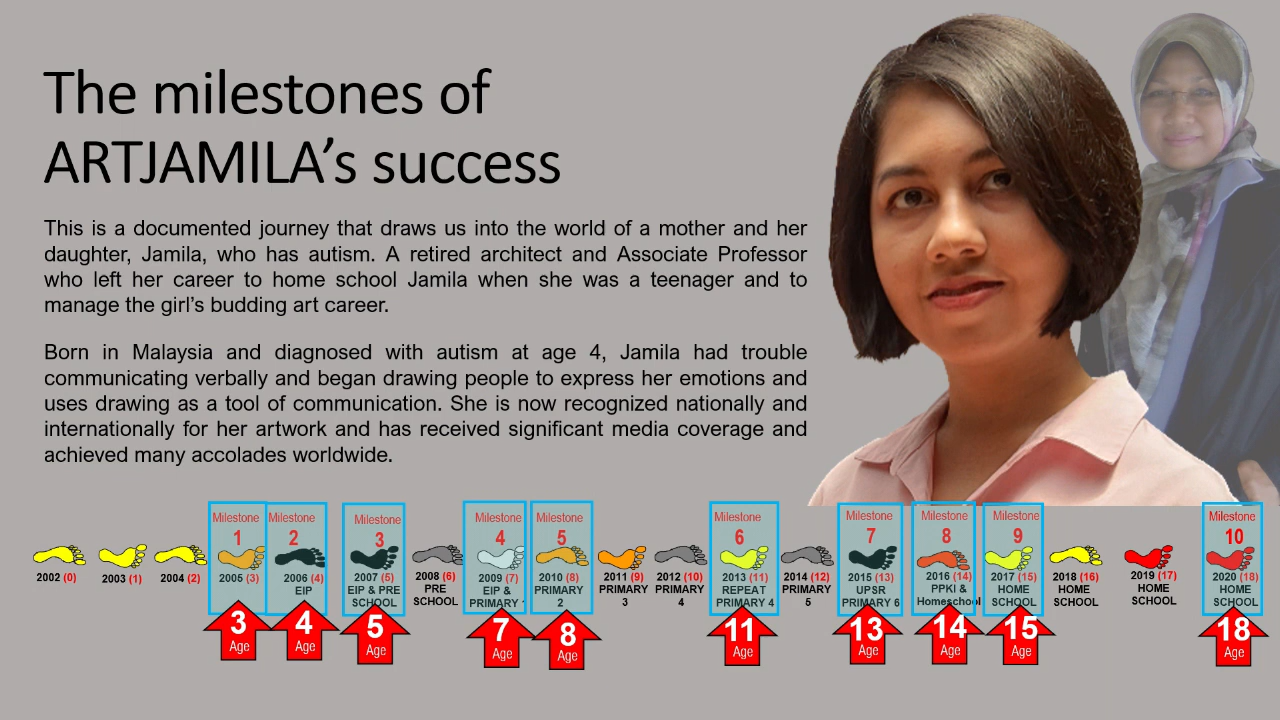 The milestones of
ARTJAMILA’s success
This is a documented journey that draws us into the world of a mother and her
daughter, Jamila, who has autism. A retired architect and Associate Professor
who left her career to home school Jamila when she was a teenager and to
manage the girl’s budding art career.
Born in Malaysia and diagnosed with autism at age 4, Jamila had trouble
communicating verbally and began drawing people to express her emotions and
uses drawing as a tool of communication. She is now recognized nationally and
internationally for her artwork and has received significant media coverage and
achieved many accolades worldwide.
2002 (0)
2003 (1)
2004 (2)
Milestone
1
2005 (3)
3
Age
Milestone
2
2006 (4)
EIP
4
Age
Milestone
3
2007 (5)
EIP & PRE
SCHOOL
5
Age
2008 (6)
PRE
SCHOOL
Milestone
4
2009 (7)
EIP &
PRIMARY 1
7
Age
Milestone
5
2010 (8)
PRIMARY
2
8
Age
2011 (9)
PRIMARY
3
2012 (10)
PRIMARY
4
Milestone
6
2013 (11)
REPEAT
PRIMARY 4
11
Age
2014 (12)
PRIMARY
5
Milestone
7
2015 (13)
UPSR
PRIMARY 6
13
Age
Milestone
8
2016 (14)
PPKI &
Homeschool
14
Age
Milestone
9
2017 (15)
HOME
SCHOOL
15
Age
2018 (16)
HOME
SCHOOL
2019 (17)
HOME
SCHOOL
Milestone
10
2020 (18)
HOME
SCHOOL
18
Age